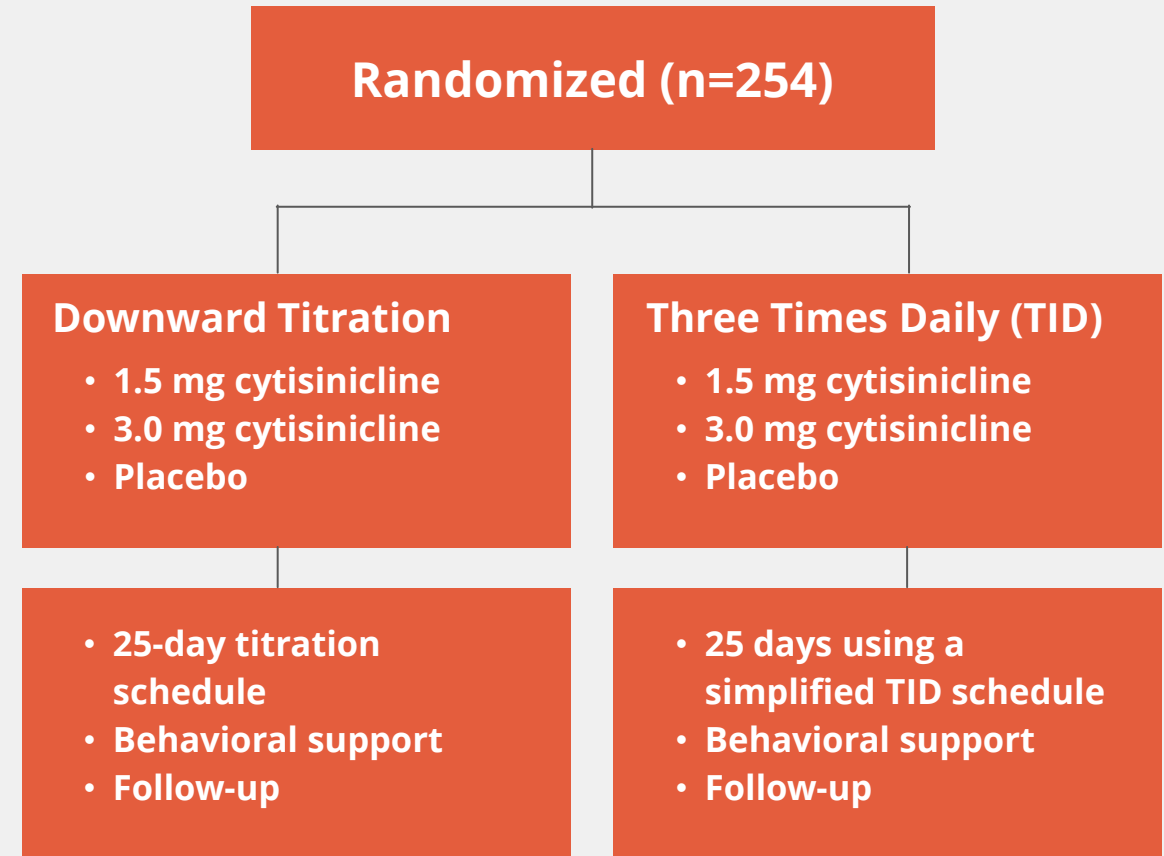 Randomized (n=254)
Downward Titration
• 1.5 mg cytisinicline
• 3.0 mg cytisinicline
• Placebo
Three Times Daily (TID)
• 1.5 mg cytisinicline
• 3.0 mg cytisinicline
• Placebo
• 25-day titration
schedule
• Behavioral support
• Follow-up
• 25 days using a
simplified TID schedule
• Behavioral support
• Follow-up